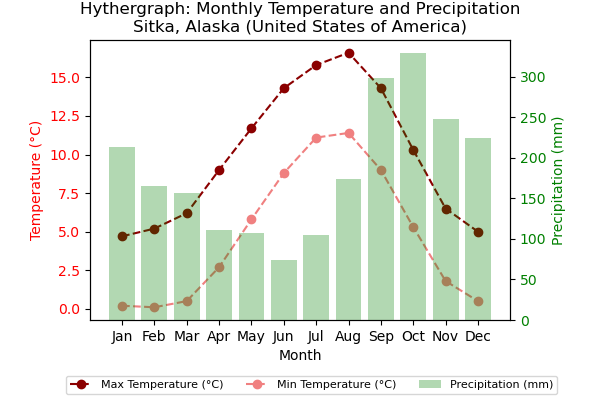 Hythergraph: Monthly Temperature and Precipitation
Sitka, Alaska (United States of America)
Temperature (°C)
15.0
12.5
10.0
7.5
5.0
2.5
0.0
300
250
200
150
100
50
0
Precipitation (mm)
Jan Feb Mar Apr May Jun Jul Aug Sep Oct Nov Dec
Month
Max Temperature (°C) Min Temperature (°C) Precipitation (mm)